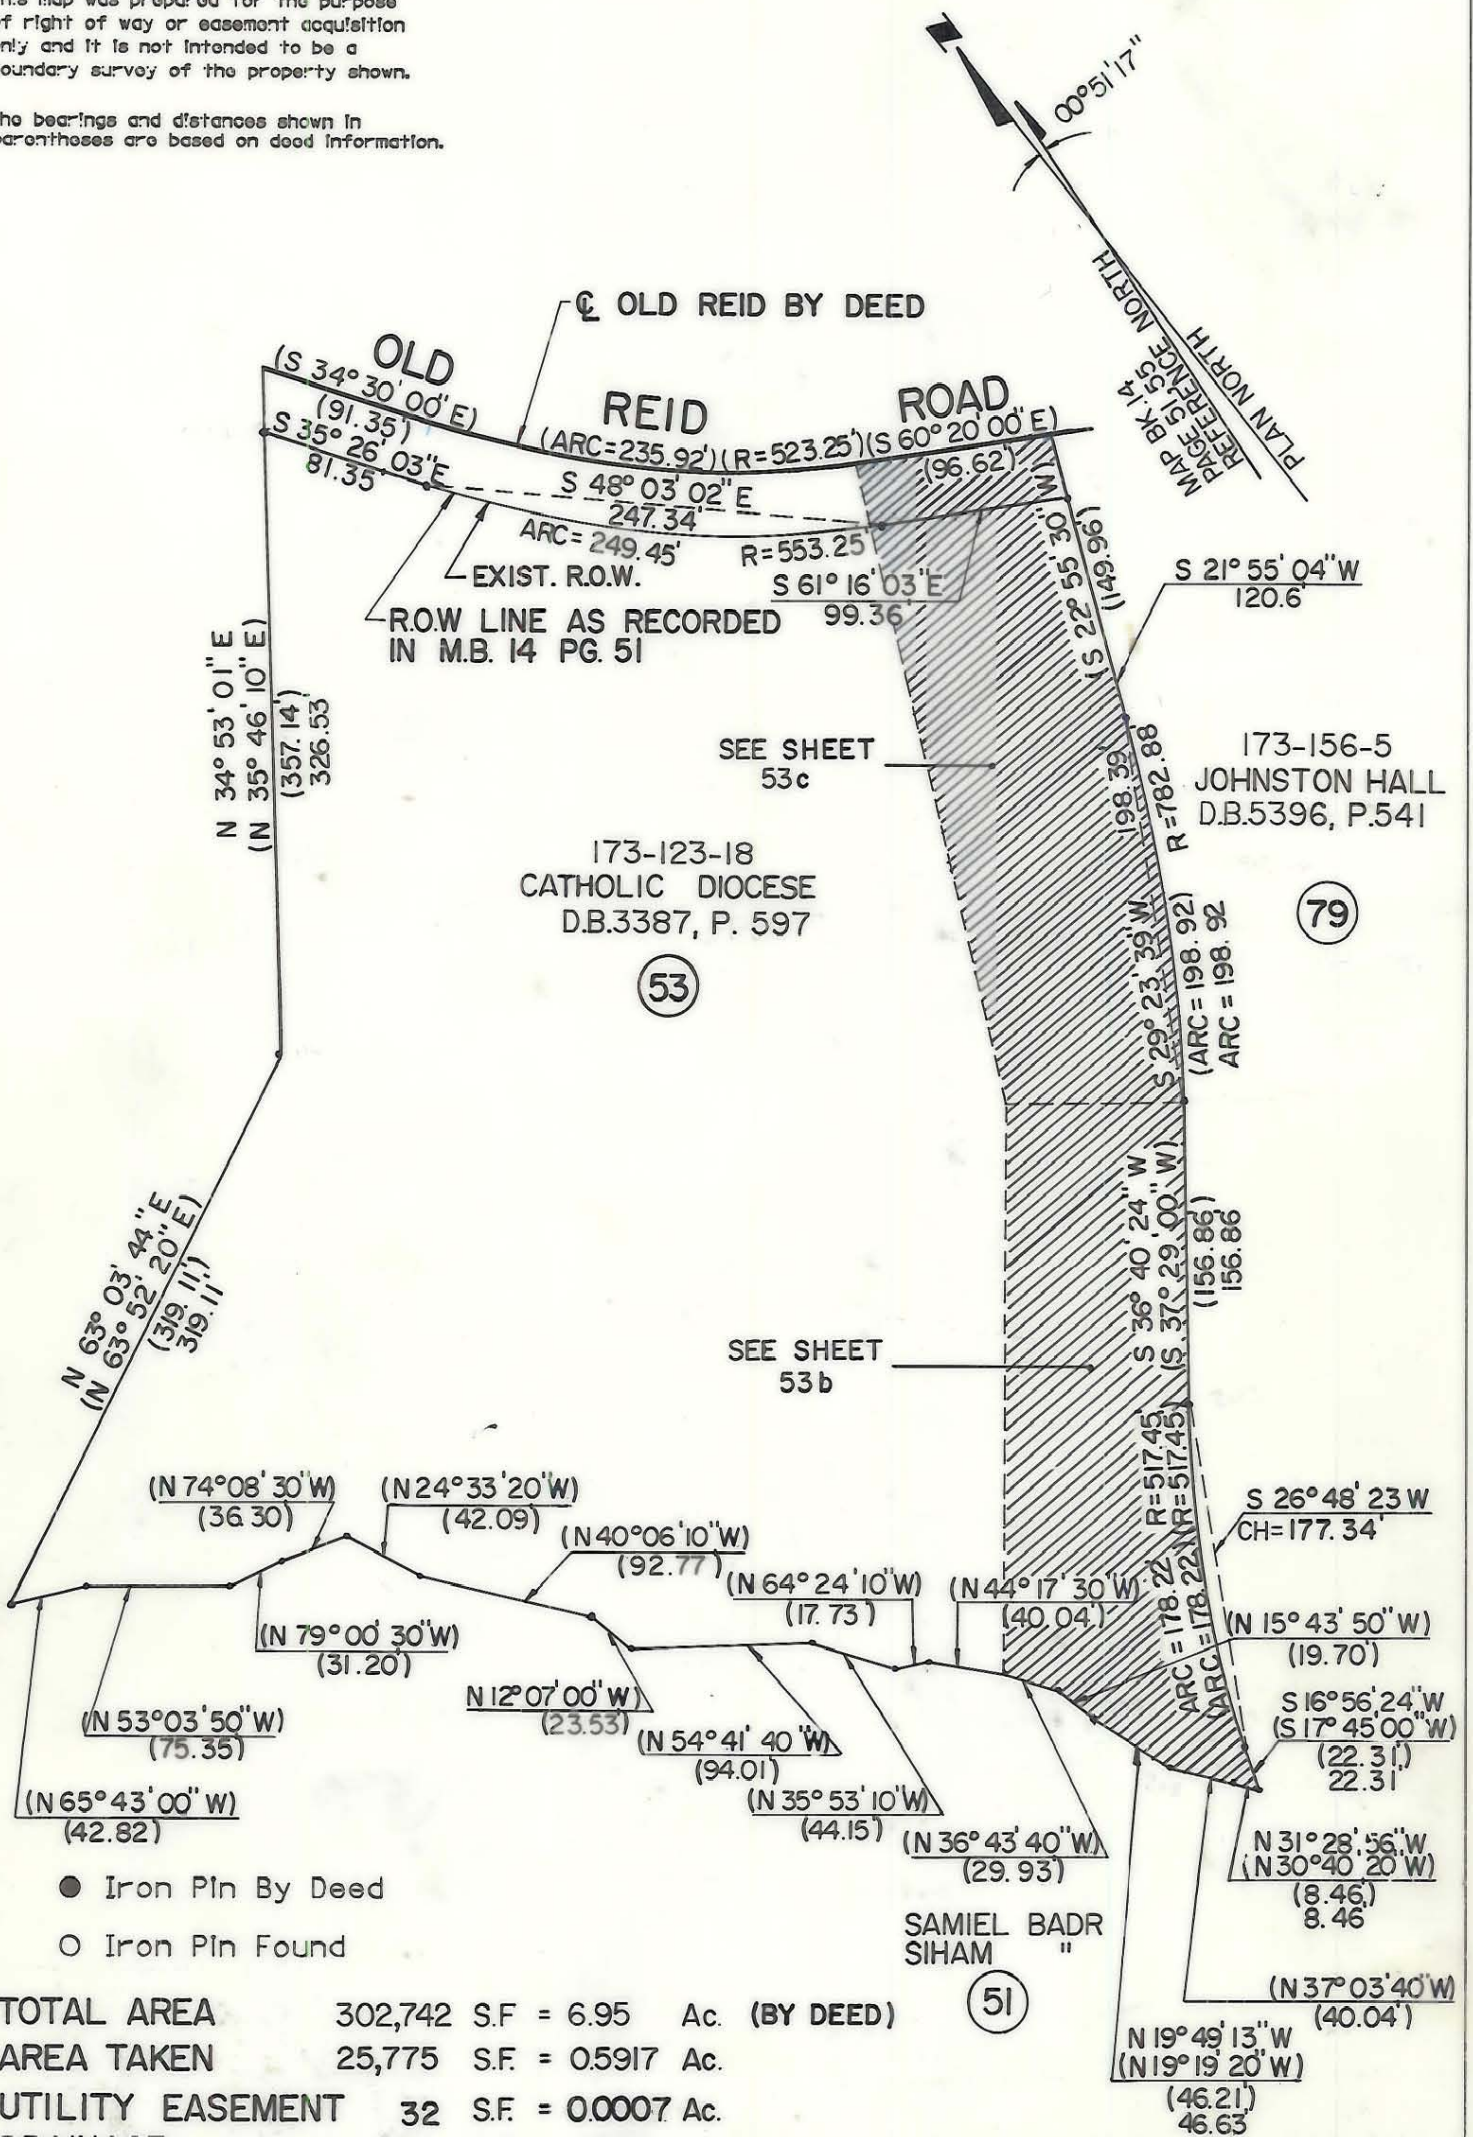 of right of way or easement acquisition
only and it is not intended to be a
boundary survey of the property shown.
The bearings and distances shown in
parentheses are based on deed information.
00°51'17"
MAP BK. 14
PAGE 51,55
REFERENCE NORTH
PLAN NORTH
℄ OLD REID BY DEED
OLD REID ROAD
(S 34° 30' 00" E)
(91.35')
S 35° 26' 03" E
81.35'
(ARC=235.92') (R=523.25')
(S 60° 20' 00" E)
(96.62')
S 48° 03' 02" E
247.34'
ARC= 249.45'
R=553.25'
S 61° 16' 03" E
99.36'
EXIST. R.O.W.
R.O.W LINE AS RECORDED
IN M.B. 14 PG. 51
(S 22° 55' 30" W)
(149.96')
S 21° 55' 04" W
120.6'
N 34° 53' 01" E
(N 35° 46' 10" E)
(357.14')
326.53
SEE SHEET
53c
198.39'
R=782.88'
173-156-5
JOHNSTON HALL
D.B.5396, P.541
79
173-123-18
CATHOLIC DIOCESE
D.B.3387, P. 597
53
S 29° 23' 39" W
(ARC = 198.92)
ARC = 198.92
N 63° 03' 44" E
(N 63° 52' 20" E)
(319.11')
319.11'
S 36° 40' 24" W
(S 37° 29' 00" W)
(156.86')
156.86'
SEE SHEET
53b
R=517.45
(R=517.45)
ARC = 178.22
(ARC = 178.22')
S 26° 48' 23 W
CH= 177.34'
(N 74°08' 30" W)
(36.30)
(N 24°33' 20" W)
(42.09)
(N 40°06' 10" W)
(92.77')
(N 64° 24' 10" W)
(17.73')
(N 44° 17' 30" W)
(40.04')
(N 15° 43' 50" W)
(19.70')
(N 79°00' 30" W)
(31.20')
S 16° 56' 24" W
(S 17° 45' 00" W)
(22.31')
22.31'
(N 53°03' 50" W)
(75.35')
N 12°07' 00" W)
(23.53')
(N 54°41' 40" W)
(94.01')
(N 65°43' 00" W)
(42.82)
(N 35°53' 10" W)
(44.15')
(N 36°43' 40" W)
(29.93')
N 31°28' 56" W
(N 30°40' 20" W)
(8.46')
8.46'
● Iron Pin By Deed
○ Iron Pin Found
SAMIEL BADR
SIHAM "
51
(N 37°03' 40" W)
(40.04')
N 19° 49' 13" W
(N 19° 19' 20" W)
(46.21')
46.63'
TOTAL AREA 302,742 S.F = 6.95 Ac. (BY DEED)
AREA TAKEN 25,775 S.F. = 0.5917 Ac.
UTILITY EASEMENT 32 S.F. = 0.0007 Ac.